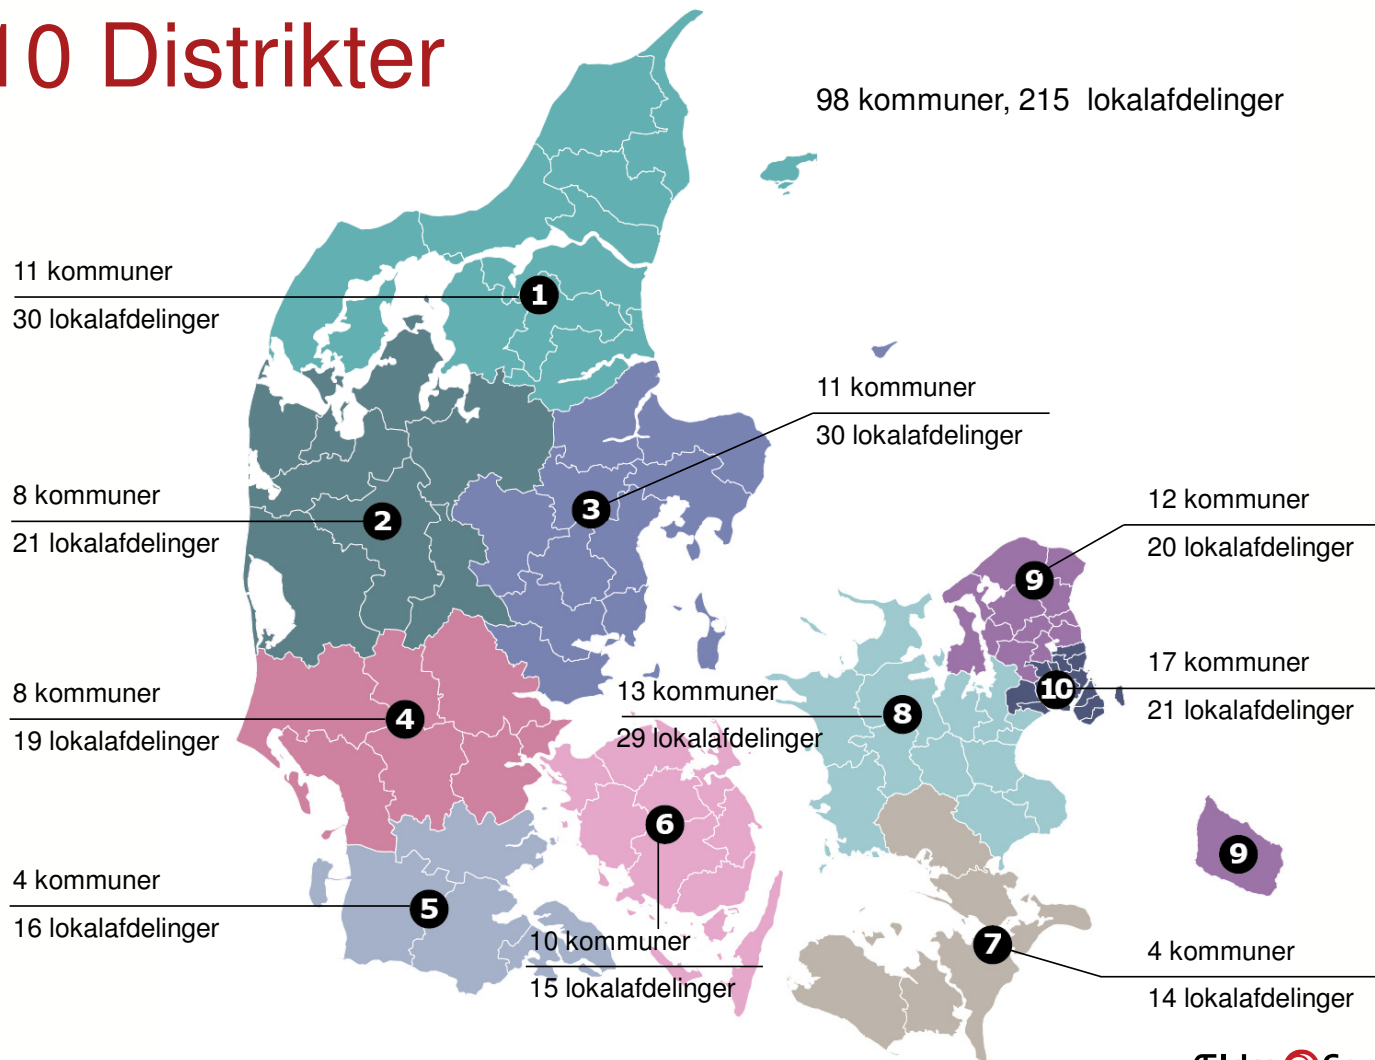 10 Distrikter
98 kommuner, 215 lokalafdelinger
11 kommuner
30 lokalafdelinger
1
11 kommuner
30 lokalafdelinger
3
8 kommuner
21 lokalafdelinger
2
12 kommuner
20 lokalafdelinger
9
17 kommuner
21 lokalafdelinger
10
8 kommuner
19 lokalafdelinger
4
13 kommuner
29 lokalafdelinger
8
6
9
4 kommuner
16 lokalafdelinger
5
10 kommuner
15 lokalafdelinger
7
4 kommuner
14 lokalafdelinger